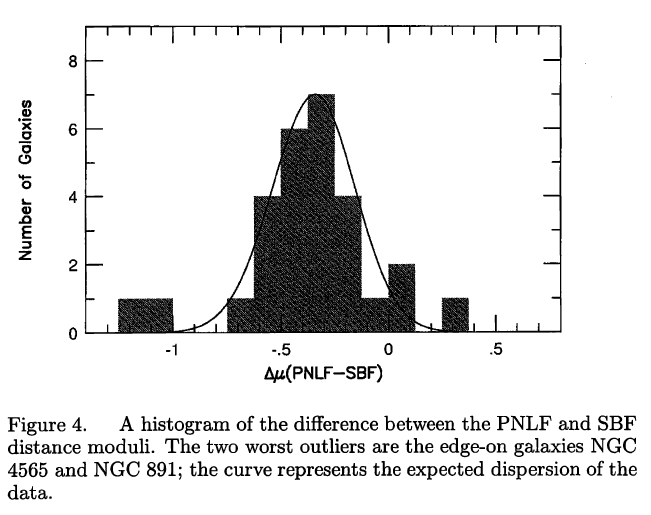 8
6
4
2
0
Number of Galaxies
-1
-.5
0
.5
Δμ(PNLF−SBF)
Figure 4. A histogram of the difference between the PNLF and SBF
distance moduli. The two worst outliers are the edge-on galaxies NGC
4565 and NGC 891; the curve represents the expected dispersion of the
data.